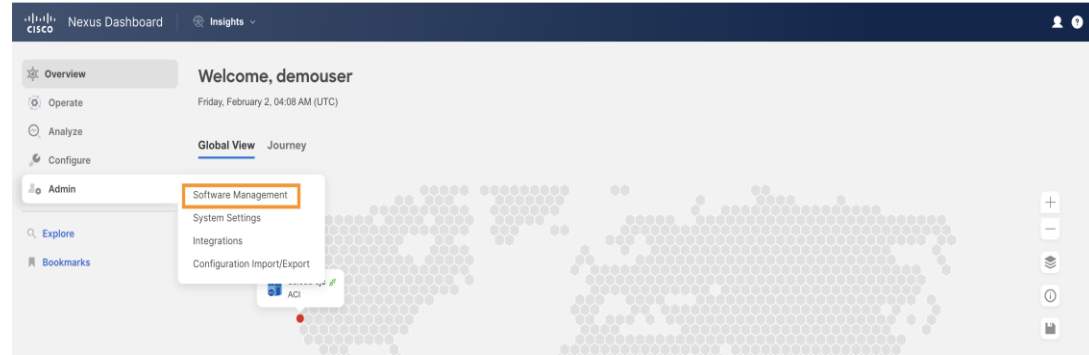 CISCO Nexus Dashboard Insights
Overview
Operate
Analyze
Configure
Admin
Explore
Bookmarks
Welcome, demouser
Friday, February 2, 04:08 AM (UTC)
Global View Journey
Software Management
System Settings
Integrations
Configuration Import/Export
ACI